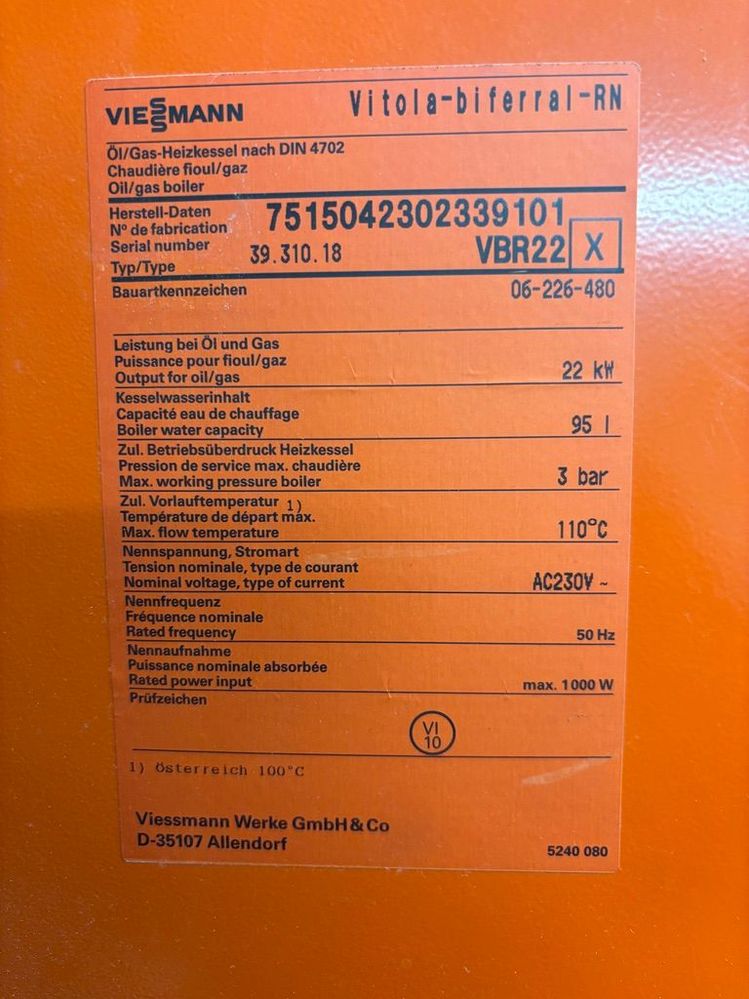 VIESSMANN Vitola-biferral-RN
Öl/Gas-Heizkessel nach DIN 4702
Chaudière fioul/gaz
Oil/gas boiler
Herstell-Daten
N° de fabrication 7515042302339101
Serial number 39.310.18 VBR22 X
Typ/Type
Bauartkennzeichen 06-226-480
Leistung bei Öl und Gas
Puissance pour fioul/gaz
Output for oil/gas 22 kW
Kesselwasserinhalt
Capacité eau de chauffage
Boiler water capacity 95 l
Zul. Betriebsüberdruck Heizkessel
Pression de service max. chaudière
Max. working pressure boiler 3 bar
Zul. Vorlauftemperatur 1)
Température de départ max.
Max. flow temperature 110°C
Nennspannung, Stromart
Tension nominale, type de courant
Nominal voltage, type of current AC230V ~
Nennfrequenz
Fréquence nominale
Rated frequency 50 Hz
Nennaufnahme
Puissance nominale absorbée
Rated power input max. 1000 W
Prüfzeichen
VI
10
1) Österreich 100°C
Viessmann Werke GmbH & Co
D-35107 Allendorf
5240 080